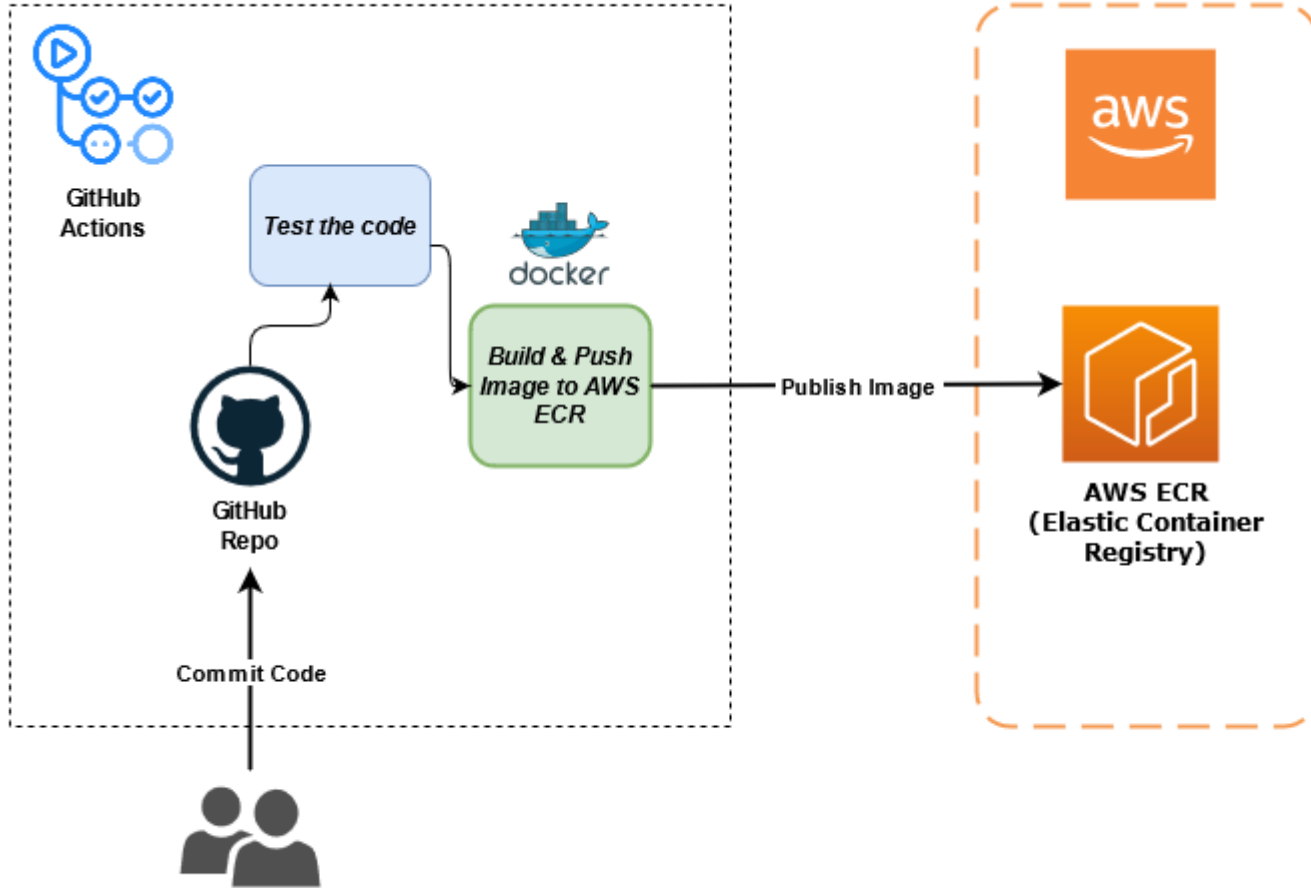 GitHub
Actions
Test the code
docker
Build & Push
Image to AWS
ECR
GitHub
Repo
Commit Code
Publish Image
aws
AWS ECR
(Elastic Container
Registry)